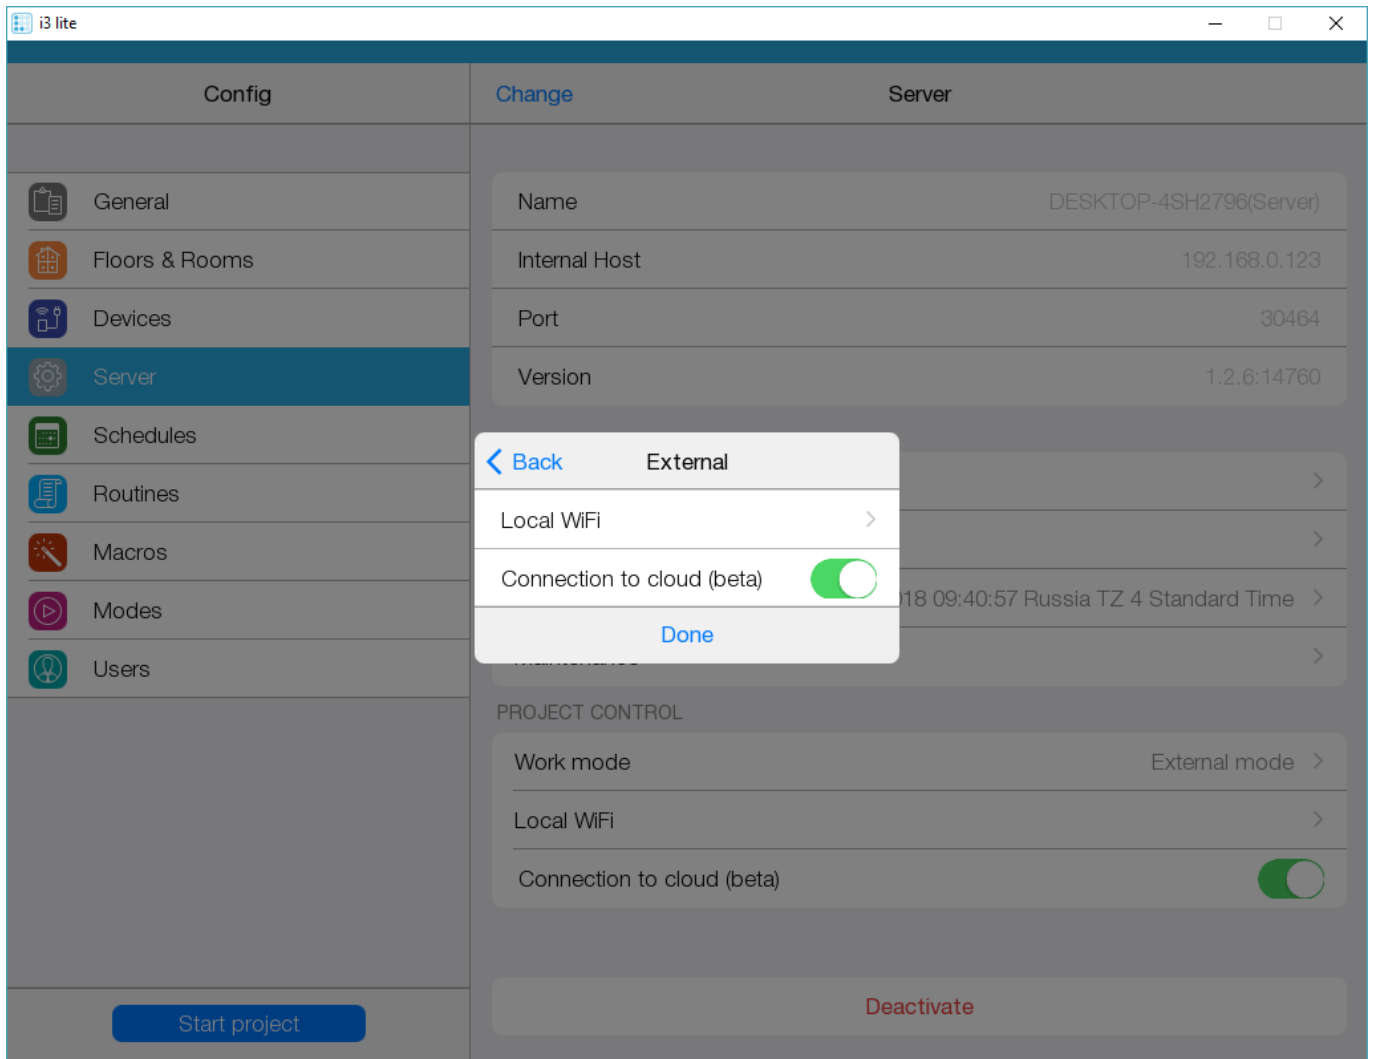 i3 lite
Config
Change
Server
General
Floors & Rooms
Devices
Server
Schedules
Routines
Macros
Modes
Users
Start project
Name DESKTOP-4SH2796(Server)
Internal Host 192.168.0.123
Port 30464
Version 1.2.6:14760
Back External
Local WiFi
Connection to cloud (beta)
Done
18 09:40:57 Russia TZ 4 Standard Time
PROJECT CONTROL
Work mode External mode
Local WiFi
Connection to cloud (beta)
Deactivate